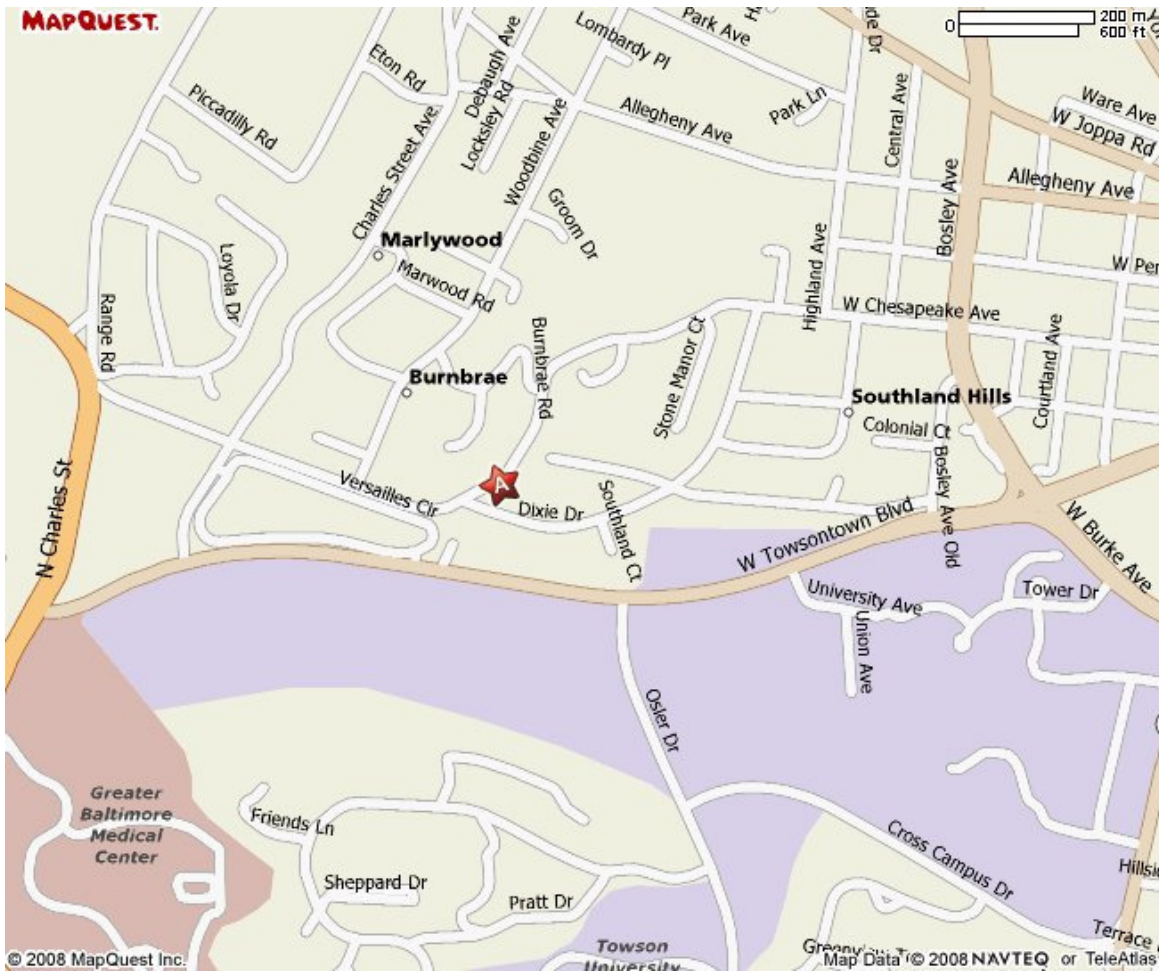 MAPQUEST.
0
200 m
600 ft
Park Ave
Lombardy Pl
Debaugh Ave
Eton Rd
Locksley Rd
Woodbine Ave
Piccadilly Rd
Charles Street Ave
Allegheny Ave
Park Ln
Central Ave
Ware Ave
W Joppa Rd
Allegheny Ave
Bosley Ave
Groom Dr
Marlywood
Marwood Rd
Loyola Dr
Range Rd
Highland Ave
W Chesapeake Ave
Burnbrae Rd
Burnbrae
Stone Manor Ct
Courtland Ave
Southland Hills
Colonial Ct
Bosley Ave Old
N Charles St
Versailles Cir
A
Dixie Dr
Southland Ct
W Towsontown Blvd
W Burke Ave
University Ave
Tower Dr
Union Ave
Osler Dr
Greater
Baltimore
Medical
Center
Friends Ln
Cross Campus Dr
Sheppard Dr
Pratt Dr
Towson
University
© 2008 MapQuest Inc.
Map Data © 2008 NAVTEQ or TeleAtlas